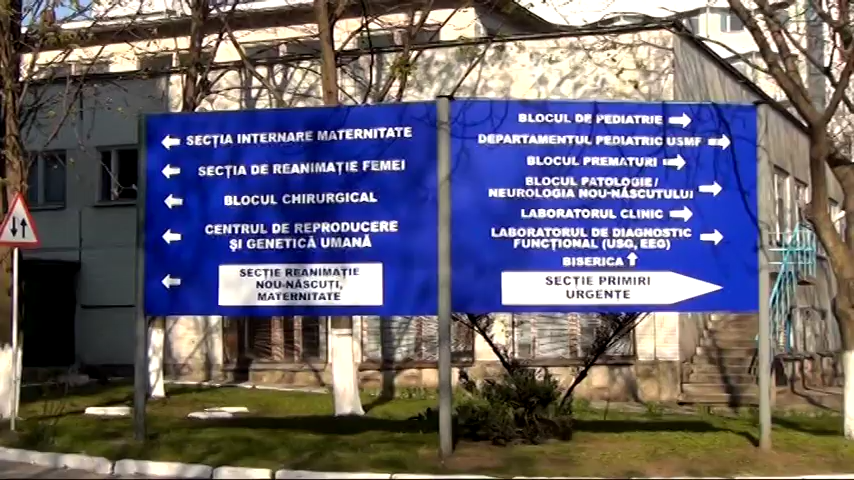 SECȚIA INTERNARE MATERNITATE
SECȚIA DE REANIMAȚIE FEMEI
BLOCUL CHIRURGICAL
CENTRUL DE REPRODUCERE
ȘI GENETICĂ UMANĂ
SECȚIE REANIMAȚIE
NOU-NĂSCUȚI,
MATERNITATE
BLOCUL DE PEDIATRIE
DEPARTAMENTUL PEDIATRIC USMF
BLOCUL PREMATURI
BLOCUL PATOLOGIE/
NEUROLOGIA NOU-NĂSCUTULUI
LABORATORUL CLINIC
LABORATORUL DE DIAGNOSTIC
FUNCȚIONAL (USG, EEG)
BISERICA
SECȚIE PRIMIRI
URGENTE